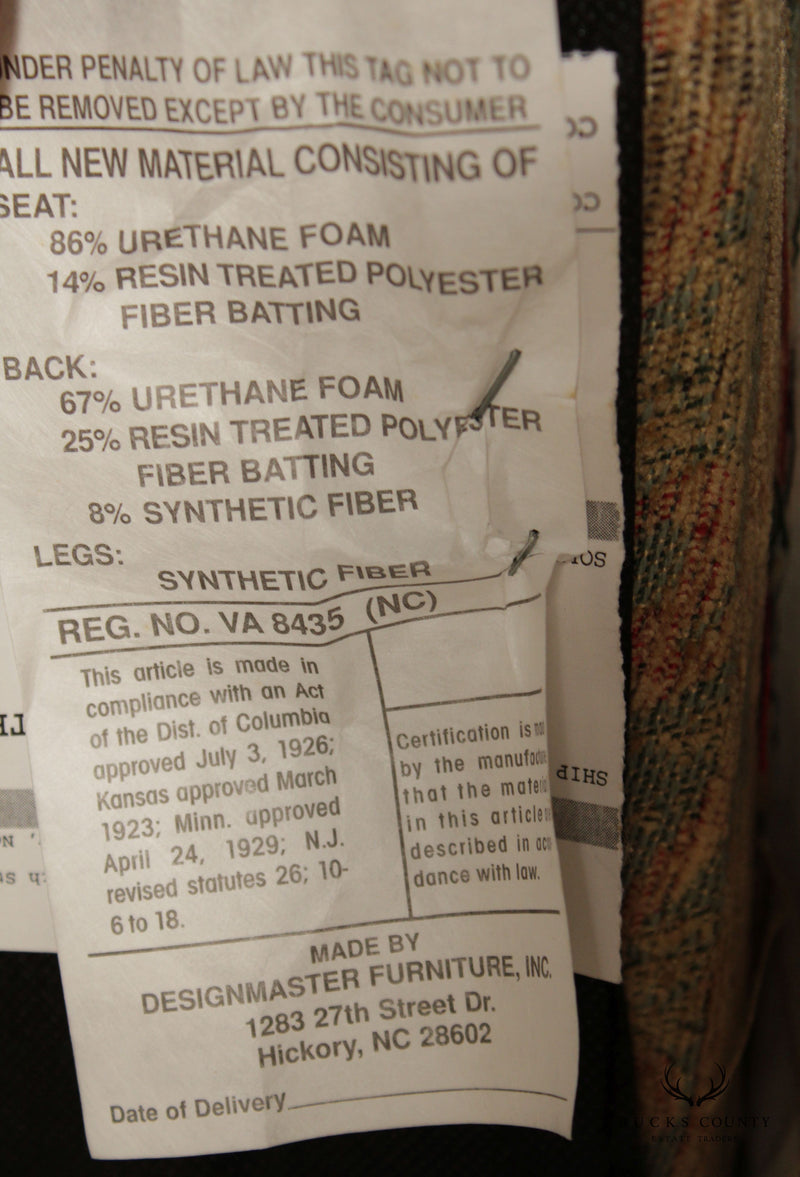 UNDER PENALTY OF LAW THIS TAG NOT TO
BE REMOVED EXCEPT BY THE CONSUMER
ALL NEW MATERIAL CONSISTING OF
SEAT:
86% URETHANE FOAM
14% RESIN TREATED POLYESTER
FIBER BATTING
BACK:
67% URETHANE FOAM
25% RESIN TREATED POLYESTER
FIBER BATTING
8% SYNTHETIC FIBER
LEGS:
SYNTHETIC FIBER
REG. NO. VA 8435 (NC)
This article is made in
compliance with an Act
of the Dist. of Columbia
approved July 3, 1926;
Kansas approved March
1923; Minn. approved
April 24, 1929; N.J.
revised statutes 26; 10-
6 to 18.
Certification is
by the
that the
in this article
described in
dance with law.
MADE BY
DESIGNMASTER FURNITURE, INC.
1283 27th Street Dr.
Hickory, NC 28602
Date of Delivery
SHIP
BUCKS COUNTY
ESTATE TRADERS